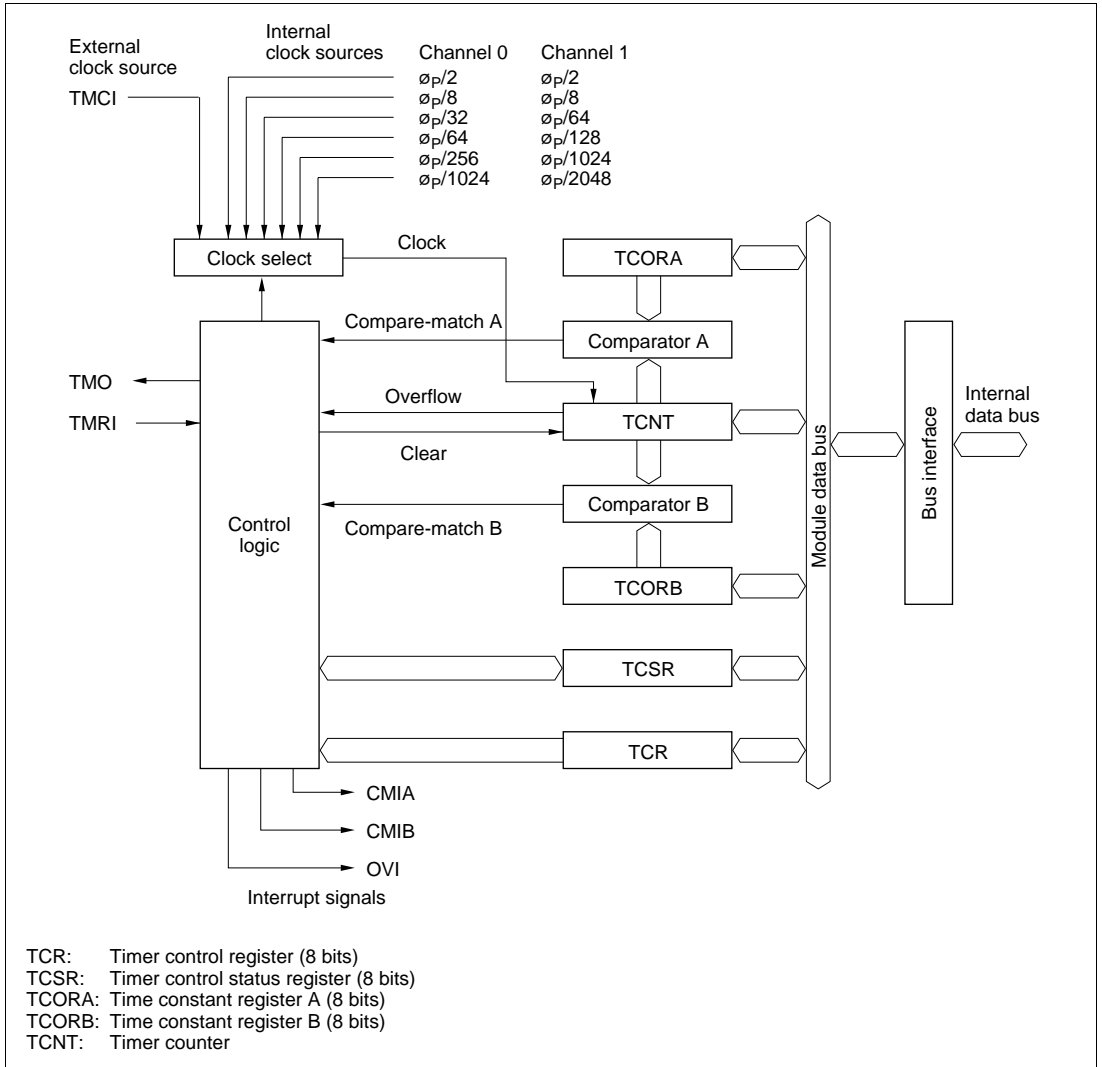 External
clock source
TMCI
Internal
clock sources
Channel 0 Channel 1
øP/2 øP/2
øP/8 øP/8
øP/32 øP/64
øP/64 øP/128
øP/256 øP/1024
øP/1024 øP/2048
Clock select
Clock
TCORA
Compare-match A
Comparator A
TMO
Overflow
TCNT
TMRI
Clear
Internal
data bus
Module data bus
Bus interface
Control
logic
Comparator B
Compare-match B
TCORB
TCSR
TCR
CMIA
CMIB
OVI
Interrupt signals
TCR: Timer control register (8 bits)
TCSR: Timer control status register (8 bits)
TCORA: Time constant register A (8 bits)
TCORB: Time constant register B (8 bits)
TCNT: Timer counter